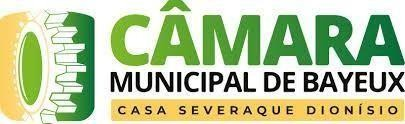 CÂMARA
MUNICIPAL DE BAYEUX
CASA SEVERAQUE DIONÍSIO